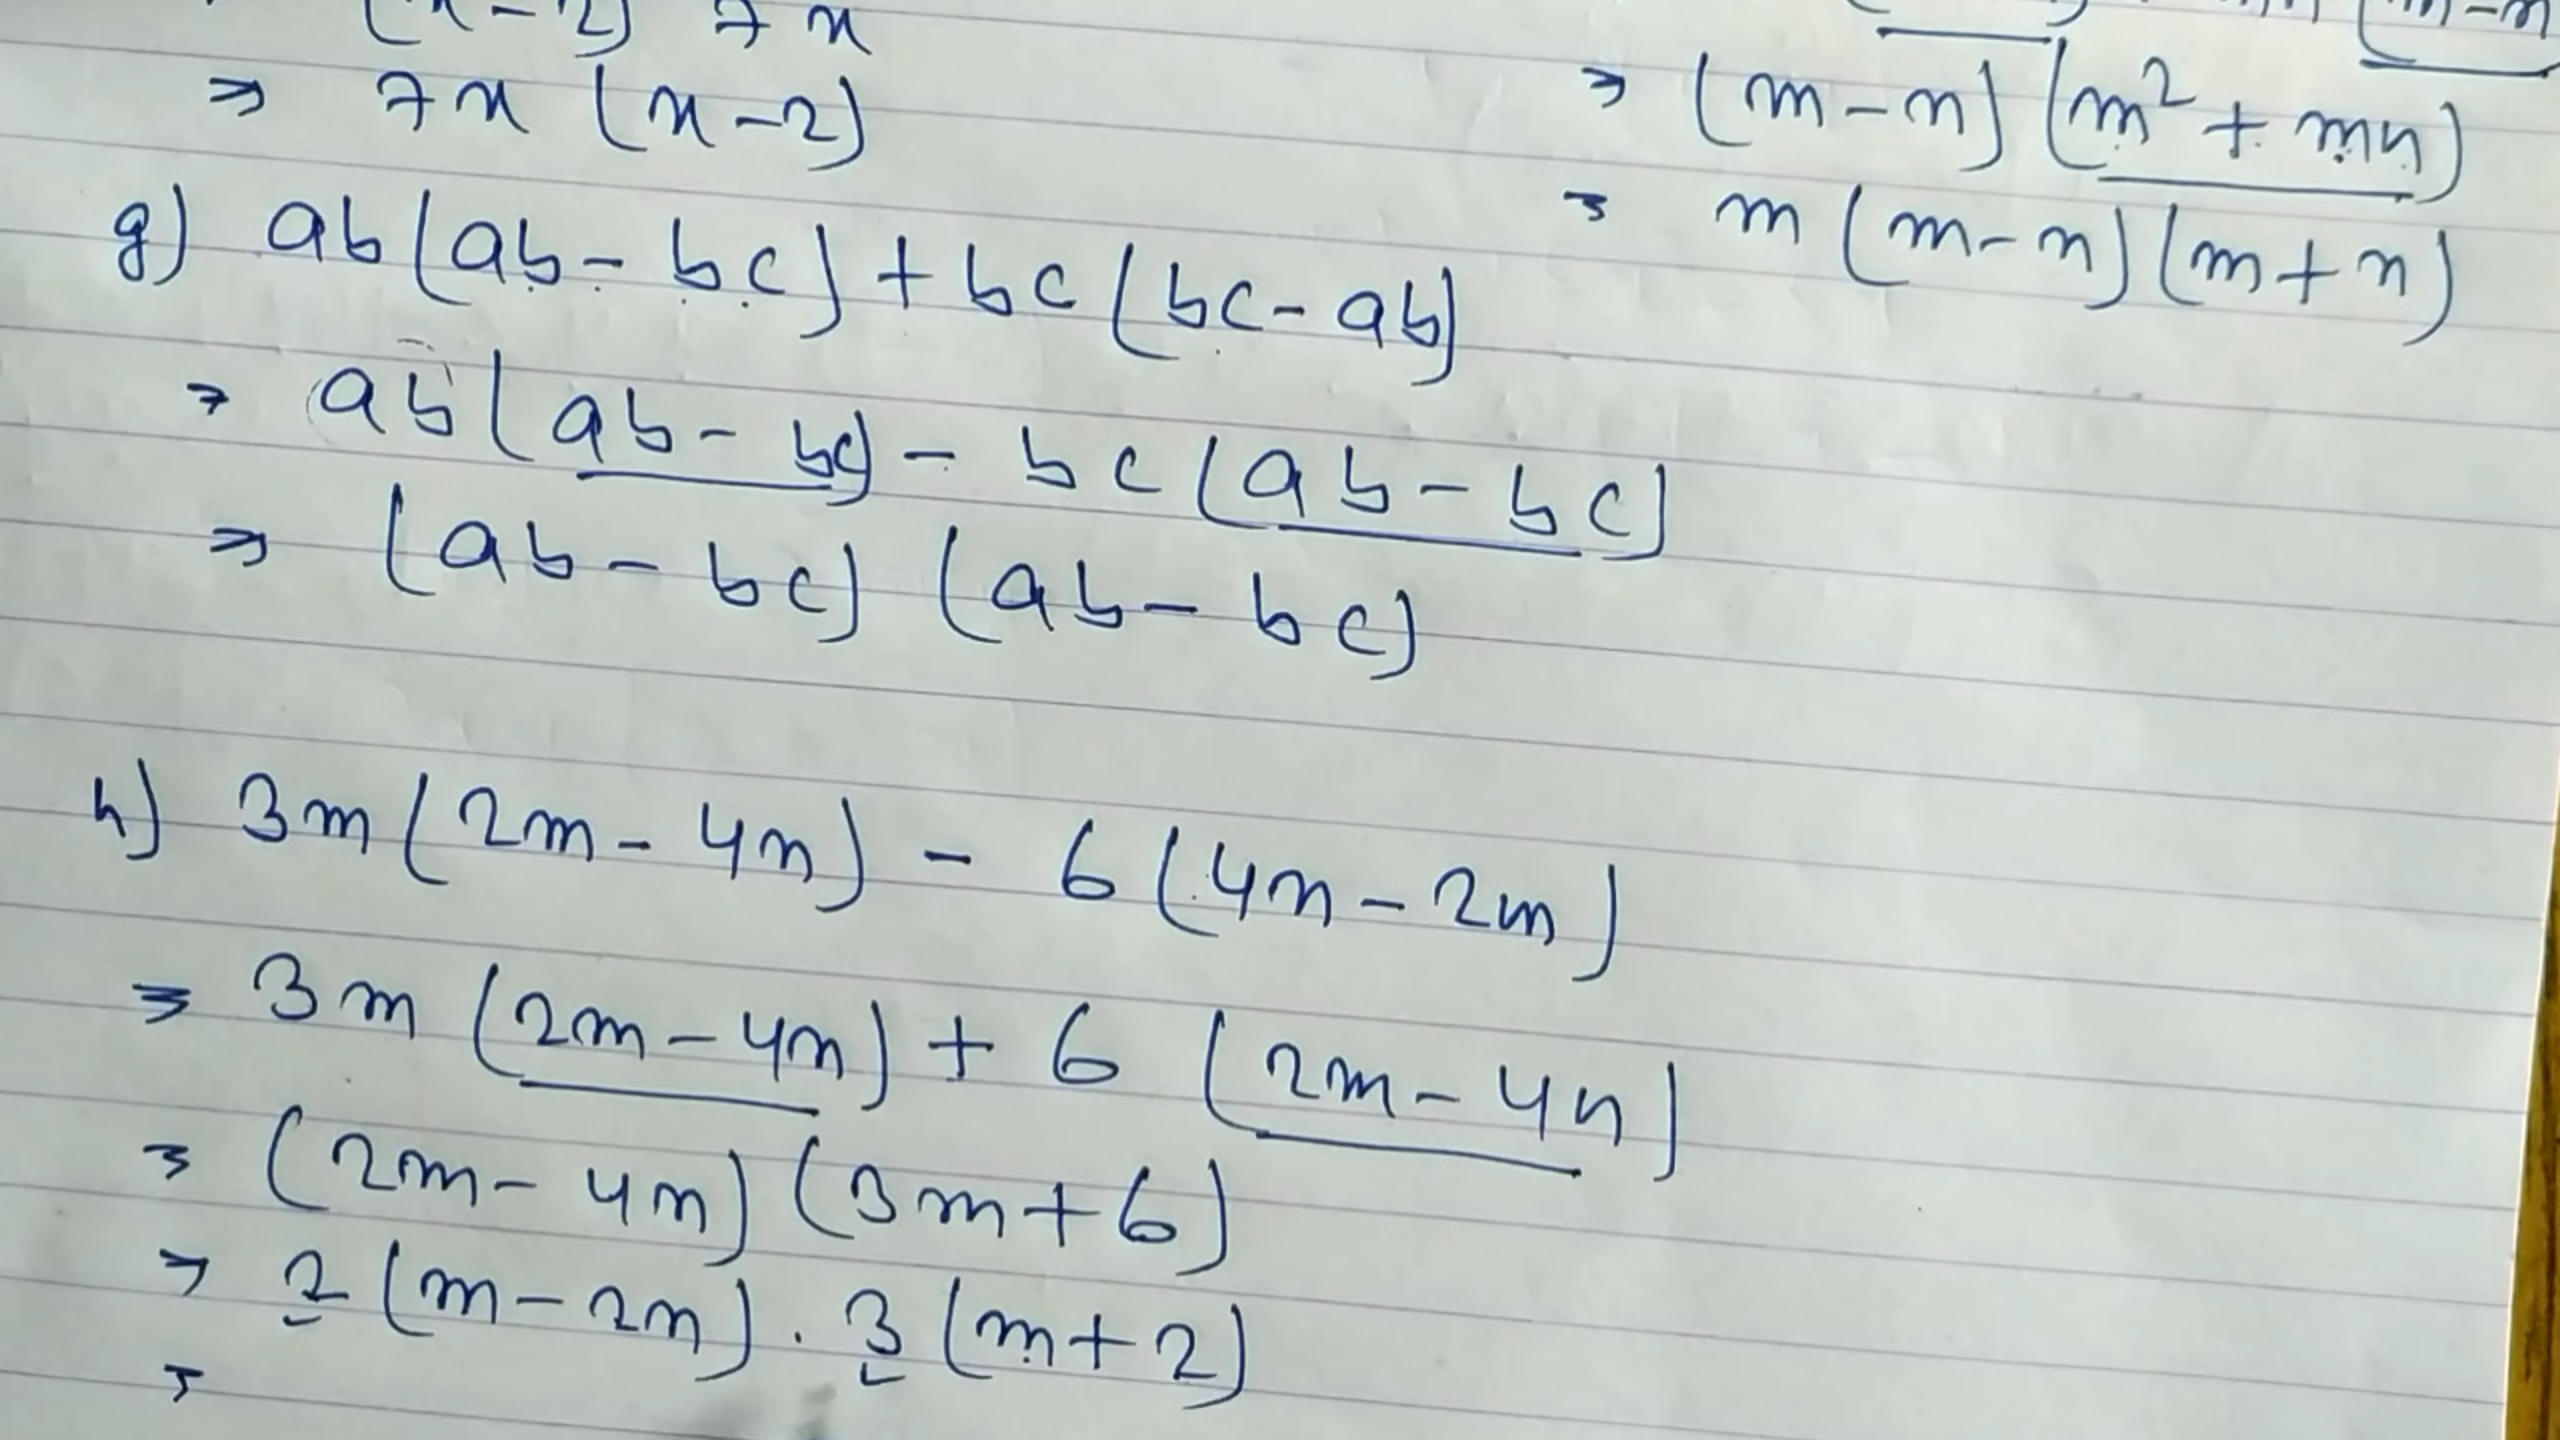 (x-2) 7x
⇒ 7x (x-2)
g) ab(ab-bc)+bc(bc-ab)
⇒ ab(ab-bc)-bc(ab-bc)
⇒ (ab-bc)(ab-bc)
h) 3m(2m-4n)-6(4n-2m)
⇒ 3m(2m-4n)+6(2m-4n)
⇒ (2m-4n)(3m+6)
⇒ 2(m-2n).3(m+2)
⇒
⇒ (m-n)(m²+mn)
⇒ m(m-n)(m+n)